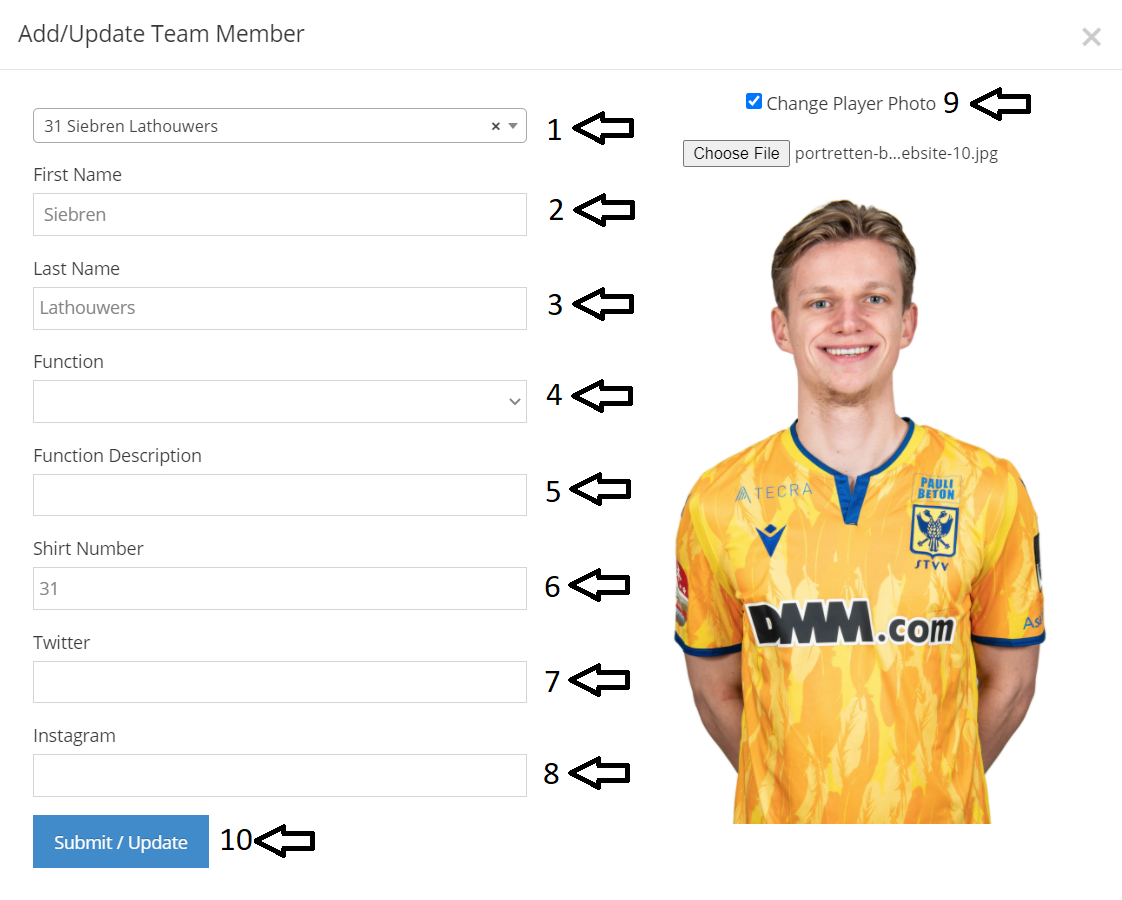 Add/Update Team Member
×
31 Siebren Lathouwers × 1
First Name
Siebren 2
Last Name
Lathouwers 3
Function
4
Function Description
5
Shirt Number
31 6
Twitter
7
Instagram
8
Submit / Update 10
Change Player Photo 9
Choose File portretten-b...ebsite-10.jpg
TECRA
PAULI
BETON
STVV
DMM.com